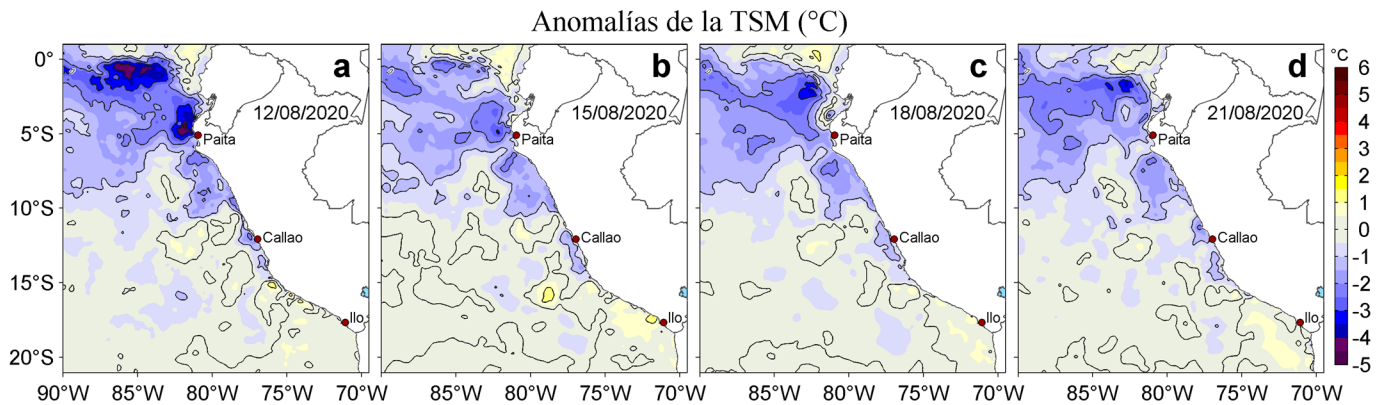 Anomalías de la TSM (°C)
a
12/08/2020
Paita
Callao
Ilo
b
15/08/2020
Paita
Callao
Ilo
c
18/08/2020
Paita
Callao
Ilo
d
21/08/2020
Paita
Callao
Ilo
0°
5°S
10°S
15°S
20°S
90°W 85°W 80°W 75°W 70°W
85°W 80°W 75°W 70°W
85°W 80°W 75°W 70°W
85°W 80°W 75°W 70°W
°C
6
5
4
3
2
1
0
-1
-2
-3
-4
-5